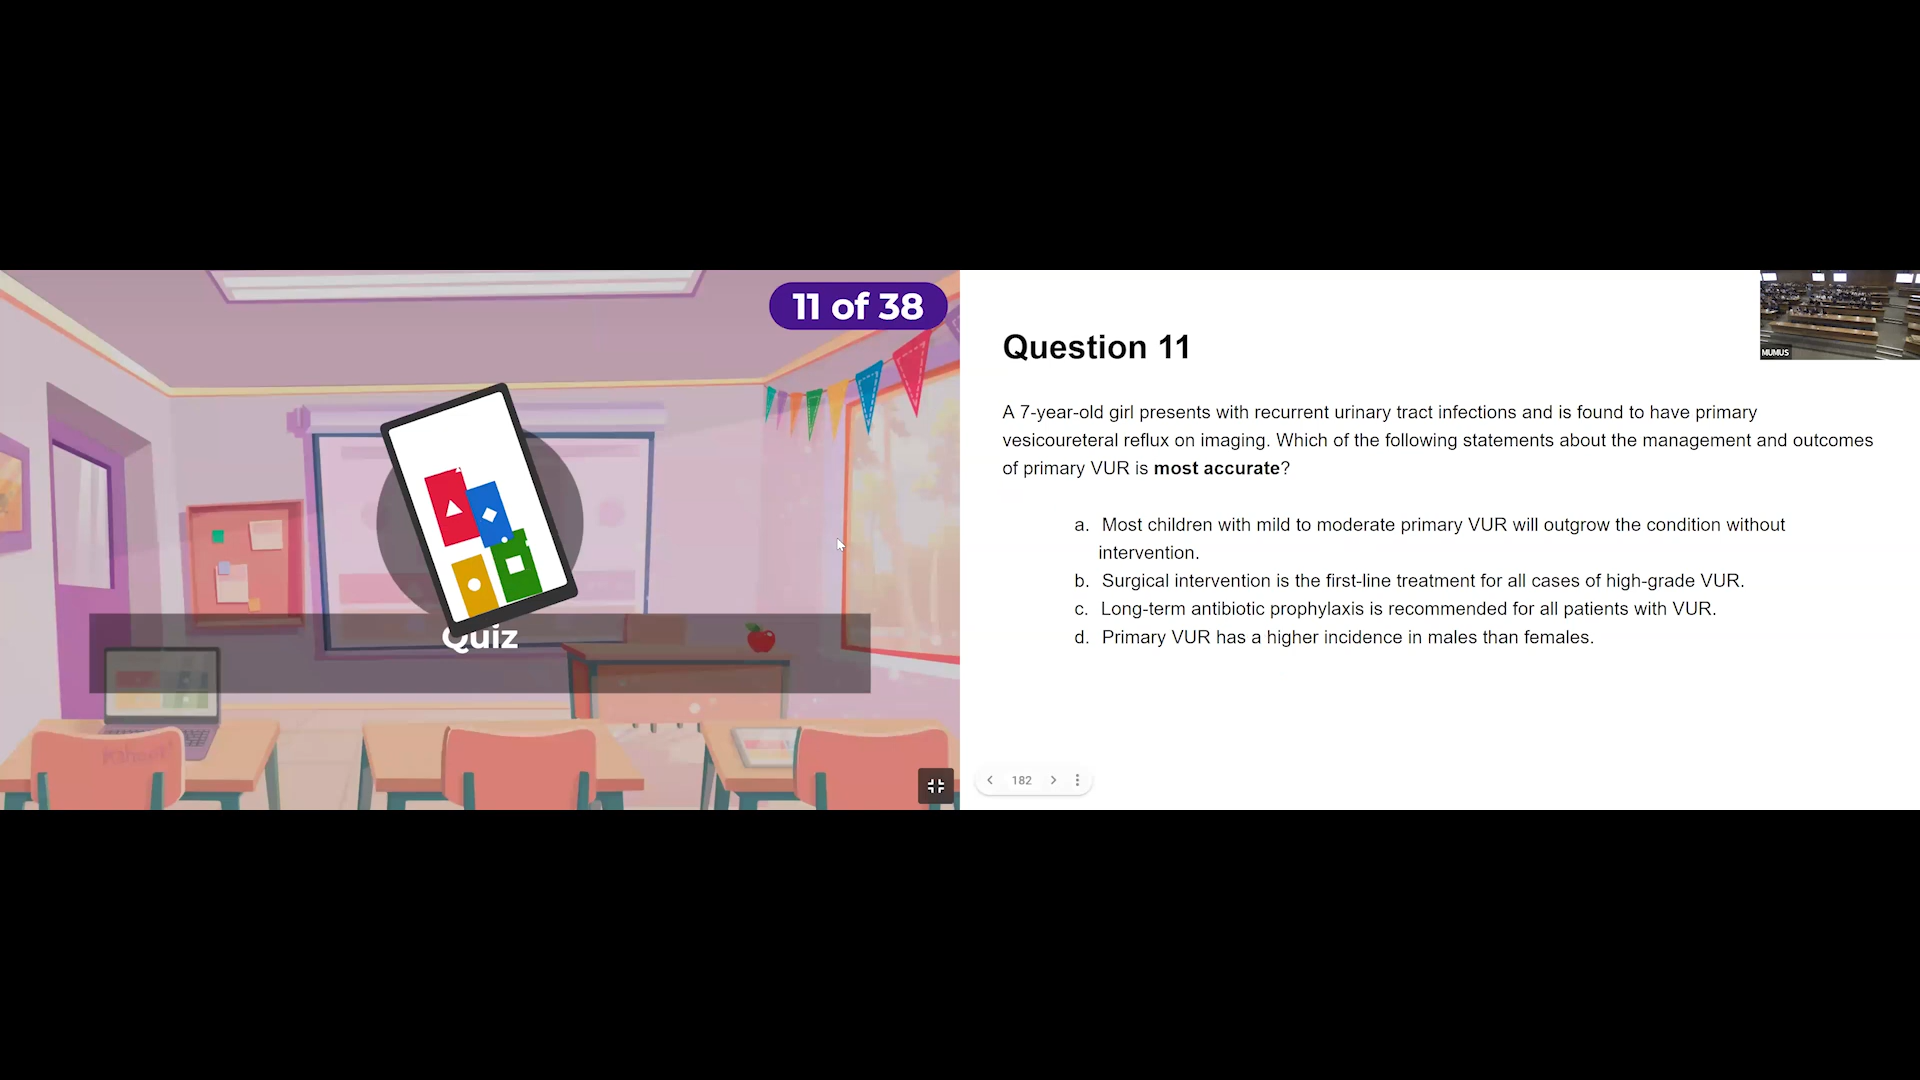 11 of 38
Quiz
Question 11
MUMUS
A 7-year-old girl presents with recurrent urinary tract infections and is found to have primary
vesicoureteral reflux on imaging. Which of the following statements about the management and outcomes
of primary VUR is most accurate?
a. Most children with mild to moderate primary VUR will outgrow the condition without
intervention.
b. Surgical intervention is the first-line treatment for all cases of high-grade VUR.
c. Long-term antibiotic prophylaxis is recommended for all patients with VUR.
d. Primary VUR has a higher incidence in males than females.
182